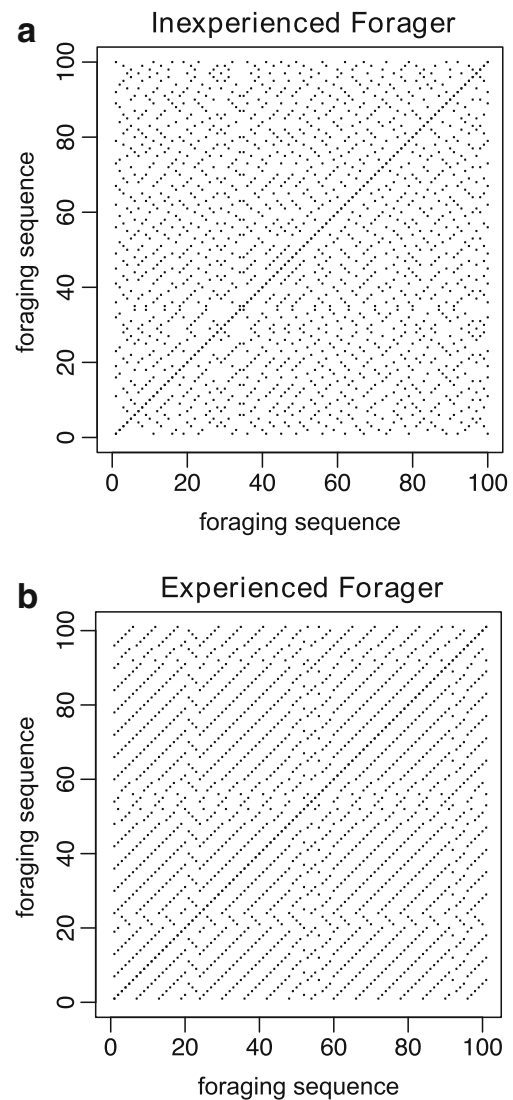 a
Inexperienced Forager
foraging sequence
100
80
60
40
20
0
0 20 40 60 80 100
foraging sequence
b
Experienced Forager
foraging sequence
100
80
60
40
20
0
0 20 40 60 80 100
foraging sequence